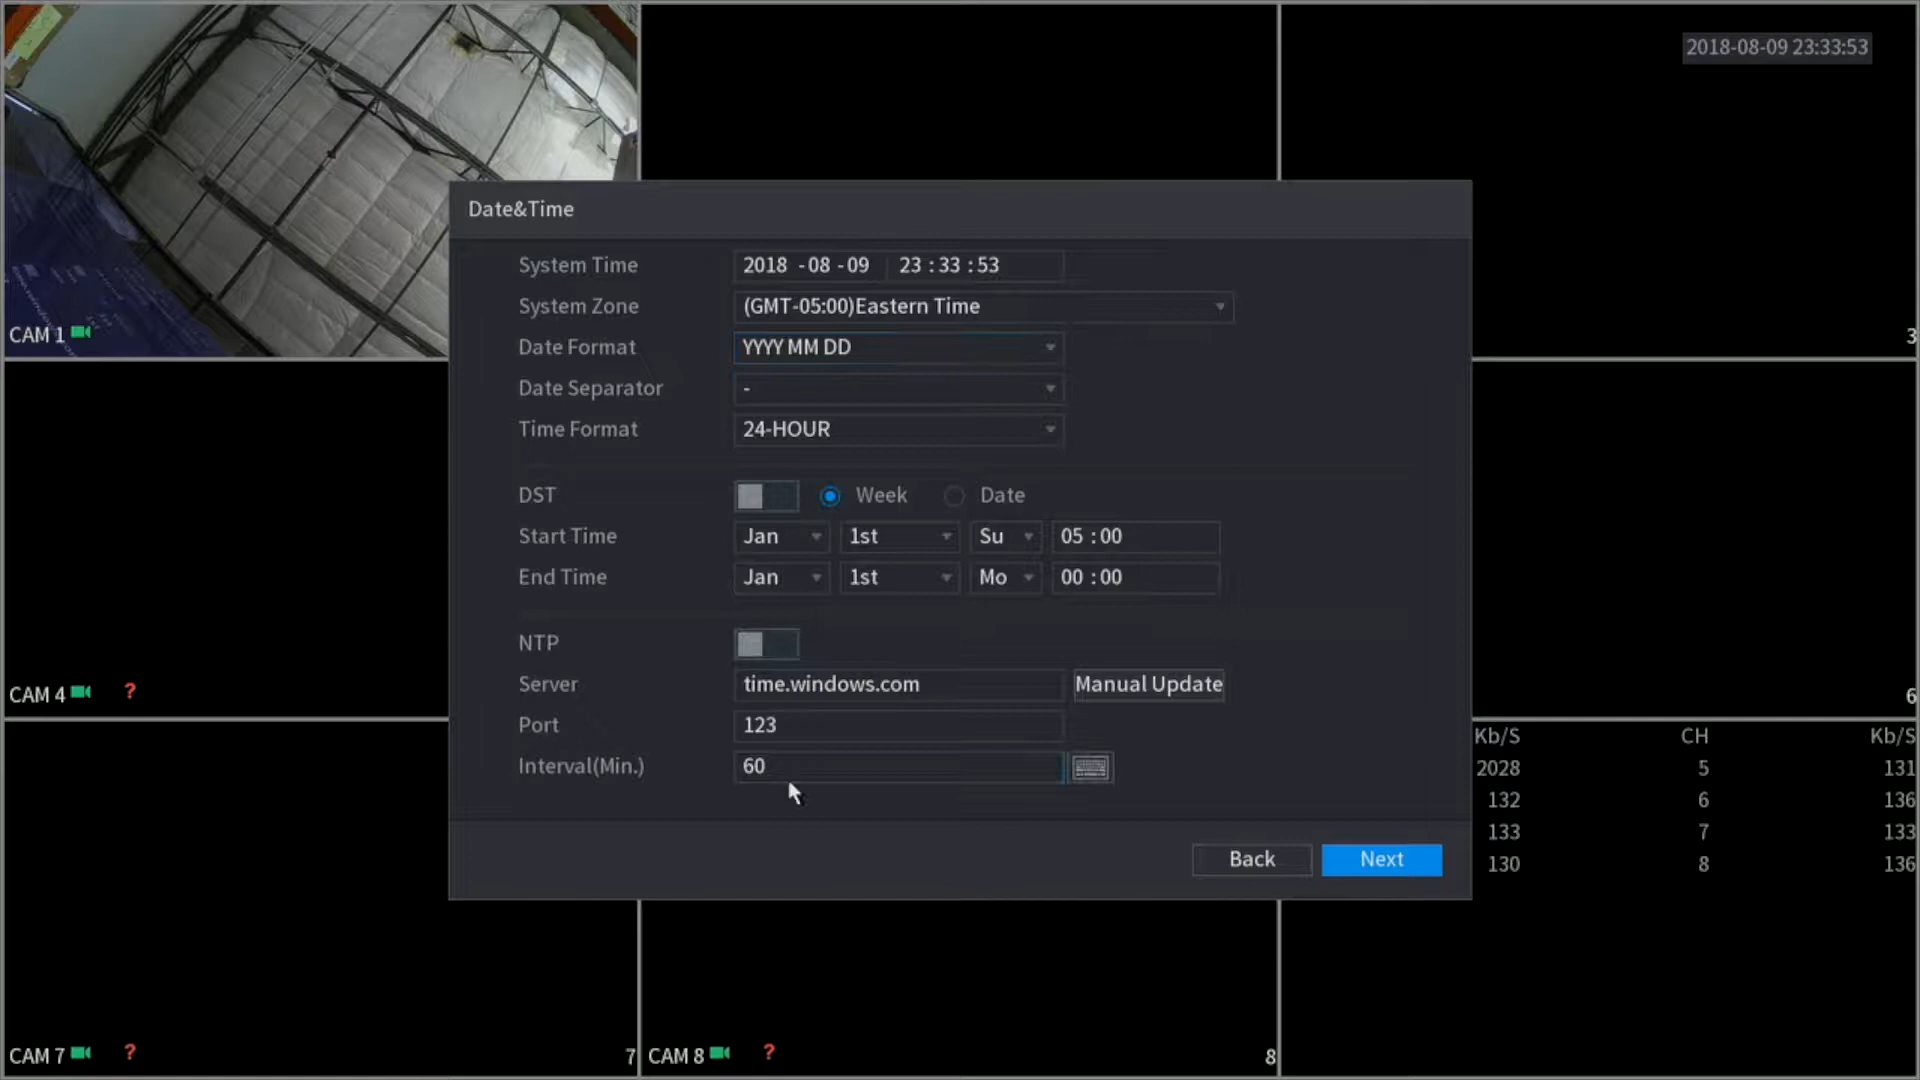 2018-08-09 23:33:53
Date&Time
System Time 2018 -08 -09 23 :33 :53
System Zone (GMT-05:00)Eastern Time
CAM 1
3
Date Format YYYY MM DD
Date Separator -
Time Format 24-HOUR
DST Week Date
Start Time Jan 1st Su 05 :00
End Time Jan 1st Mo 00 :00
NTP
Server time.windows.com Manual Update
CAM 4 ?
6
Port 123
Interval(Min.) 60
Back Next
Kb/S CH Kb/S
2028 5 131
132 6 136
133 7 133
130 8 136
CAM 7 ? 7
CAM 8 ? 8